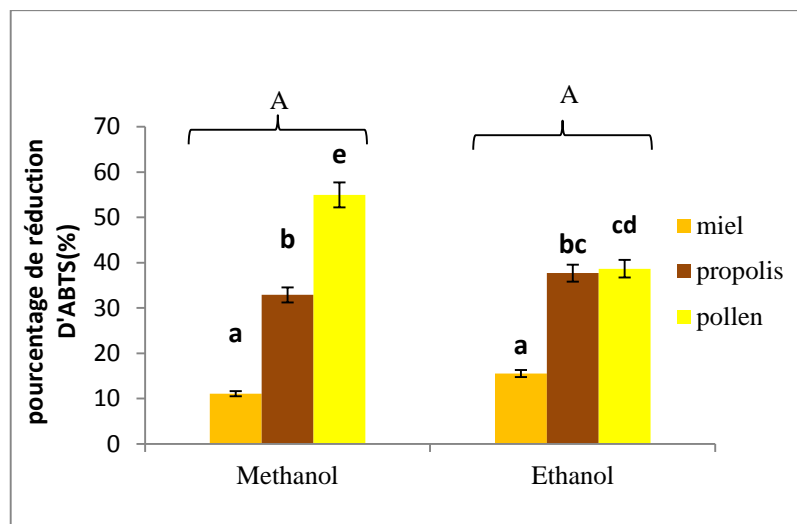 A A
70
60
50
40
30
20
10
0
pourcentage de réduction
D'ABTS(%)
a b e
a bc cd
Methanol Ethanol
miel
propolis
pollen